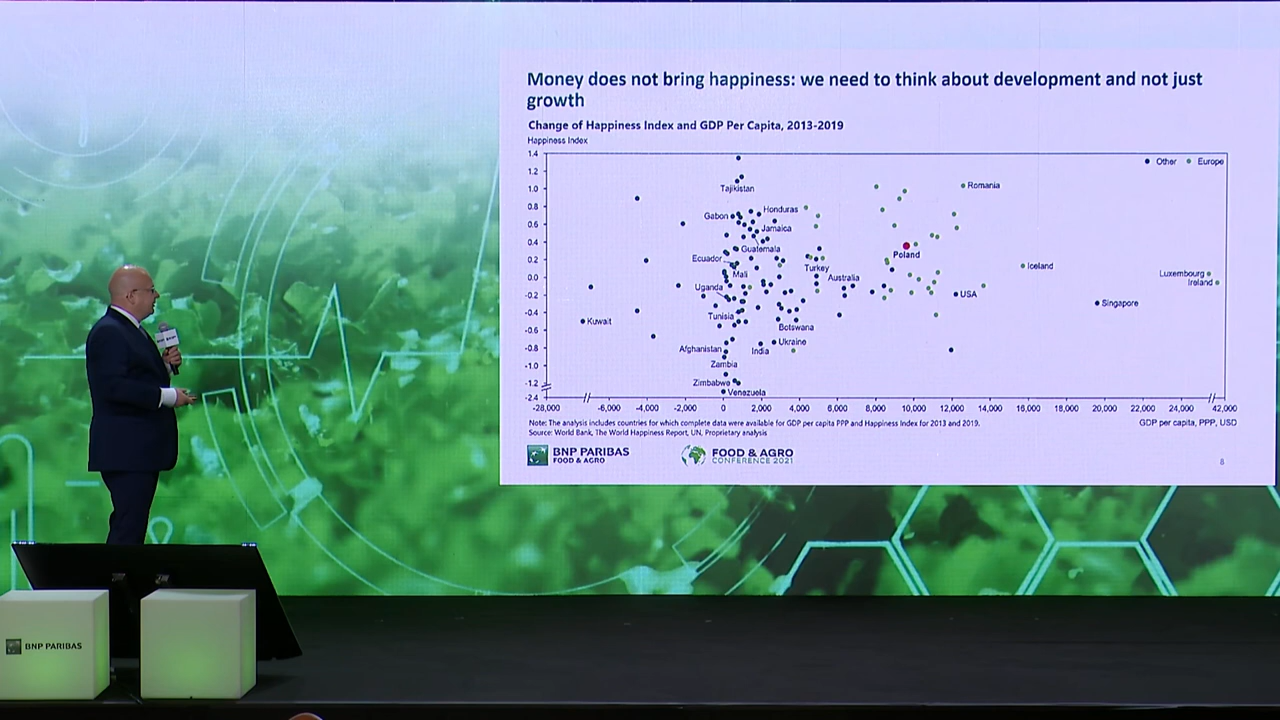 Money does not bring happiness: we need to think about development and not just
growth
Change of Happiness Index and GDP Per Capita, 2013-2019
Happiness Index
1.4
1.2
1.0
0.8
0.6
0.4
0.2
0.0
-0.2
-0.4
-0.6
-0.8
-1.0
-1.2
-2.4
Other
Europe
Tajikistan
Romania
Honduras
Gabon
Jamaica
Guatemala
Poland
Ecuador
Turkey
Iceland
Mali
Australia
Luxembourg
Ireland
Uganda
USA
Singapore
Tunisia
Kuwait
Botswana
Ukraine
Afghanistan
India
Zambia
Zimbabwe
Venezuela
-28,000 -6,000 -4,000 -2,000 0 2,000 4,000 6,000 8,000 10,000 12,000 14,000 16,000 18,000 20,000 22,000 24,000 42,000
GDP per capita, PPP, USD
Note: The analysis includes countries for which complete data were available for GDP per capita PPP and Happiness Index for 2013 and 2019.
Source: World Bank, The World Happiness Report, UN, Proprietary analysis
BNP PARIBAS
FOOD & AGRO
FOOD & AGRO
CONFERENCE 2021
8
BNP PARIBAS